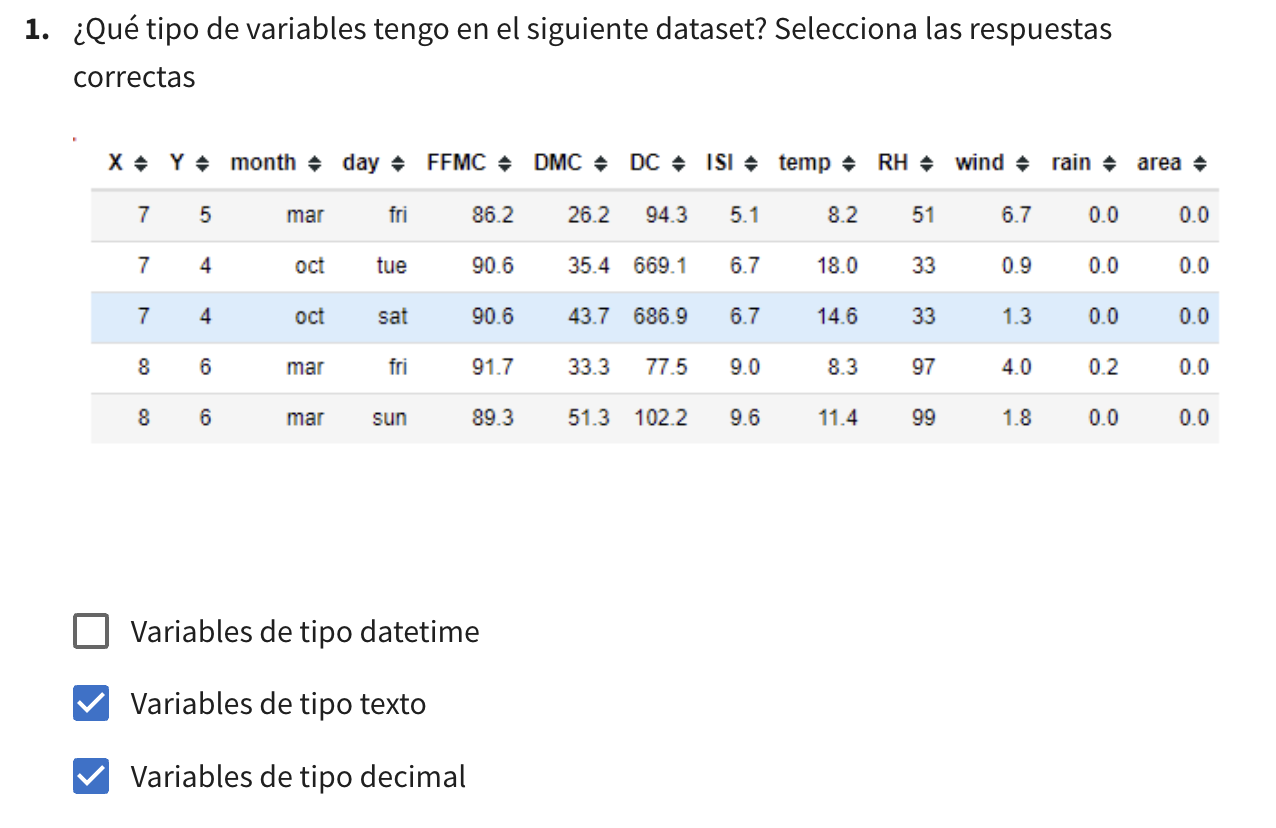 1. ¿Qué tipo de variables tengo en el siguiente dataset? Selecciona las respuestas
correctas
X Y month day FFMC DMC DC ISI temp RH wind rain area
7 5 mar fri 86.2 26.2 94.3 5.1 8.2 51 6.7 0.0 0.0
7 4 oct tue 90.6 35.4 669.1 6.7 18.0 33 0.9 0.0 0.0
7 4 oct sat 90.6 43.7 686.9 6.7 14.6 33 1.3 0.0 0.0
8 6 mar fri 91.7 33.3 77.5 9.0 8.3 97 4.0 0.2 0.0
8 6 mar sun 89.3 51.3 102.2 9.6 11.4 99 1.8 0.0 0.0
Variables de tipo datetime
Variables de tipo texto
Variables de tipo decimal